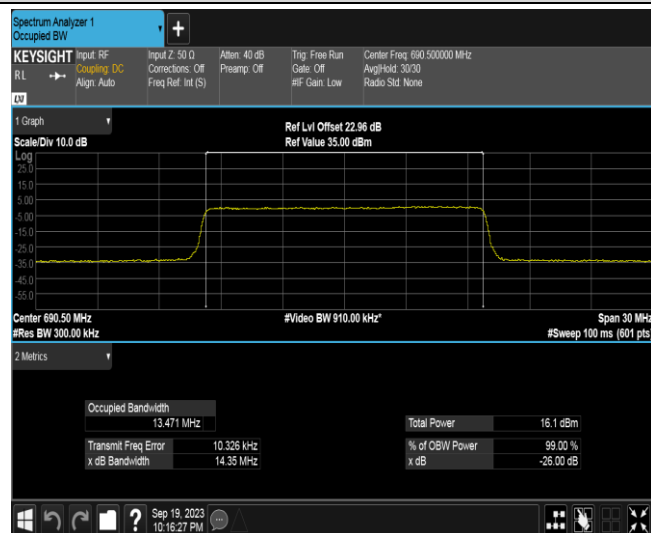 Spectrum Analyzer 1
Occupied BW
KEYSIGHT
Input: RF
Coupling: DC
Align: Auto
Input Z: 50 Ω
Corrections: Off
Freq Ref: Int (S)
Atten: 40 dB
Preamp: Off
Trig: Free Run
Gate: Off
#IF Gain: Low
Center Freq: 690.500000 MHz
Avg|Hold: 30/30
Radio Std: None
R L
LXI
1 Graph
Ref Lvl Offset 22.96 dB
Scale/Div 10.0 dB
Ref Value 35.00 dBm
Log
25.0
15.0
5.00
-5.00
-15.0
-25.0
-35.0
-45.0
-55.0
Center 690.50 MHz
#Video BW 910.00 kHz*
Span 30 MHz
#Res BW 300.00 kHz
#Sweep 100 ms (601 pts)
2 Metrics
Occupied Bandwidth
13.471 MHz
Total Power 16.1 dBm
Transmit Freq Error 10.326 kHz
% of OBW Power 99.00 %
x dB Bandwidth 14.35 MHz
x dB -26.00 dB
?
Sep 19, 2023
10:16:27 PM